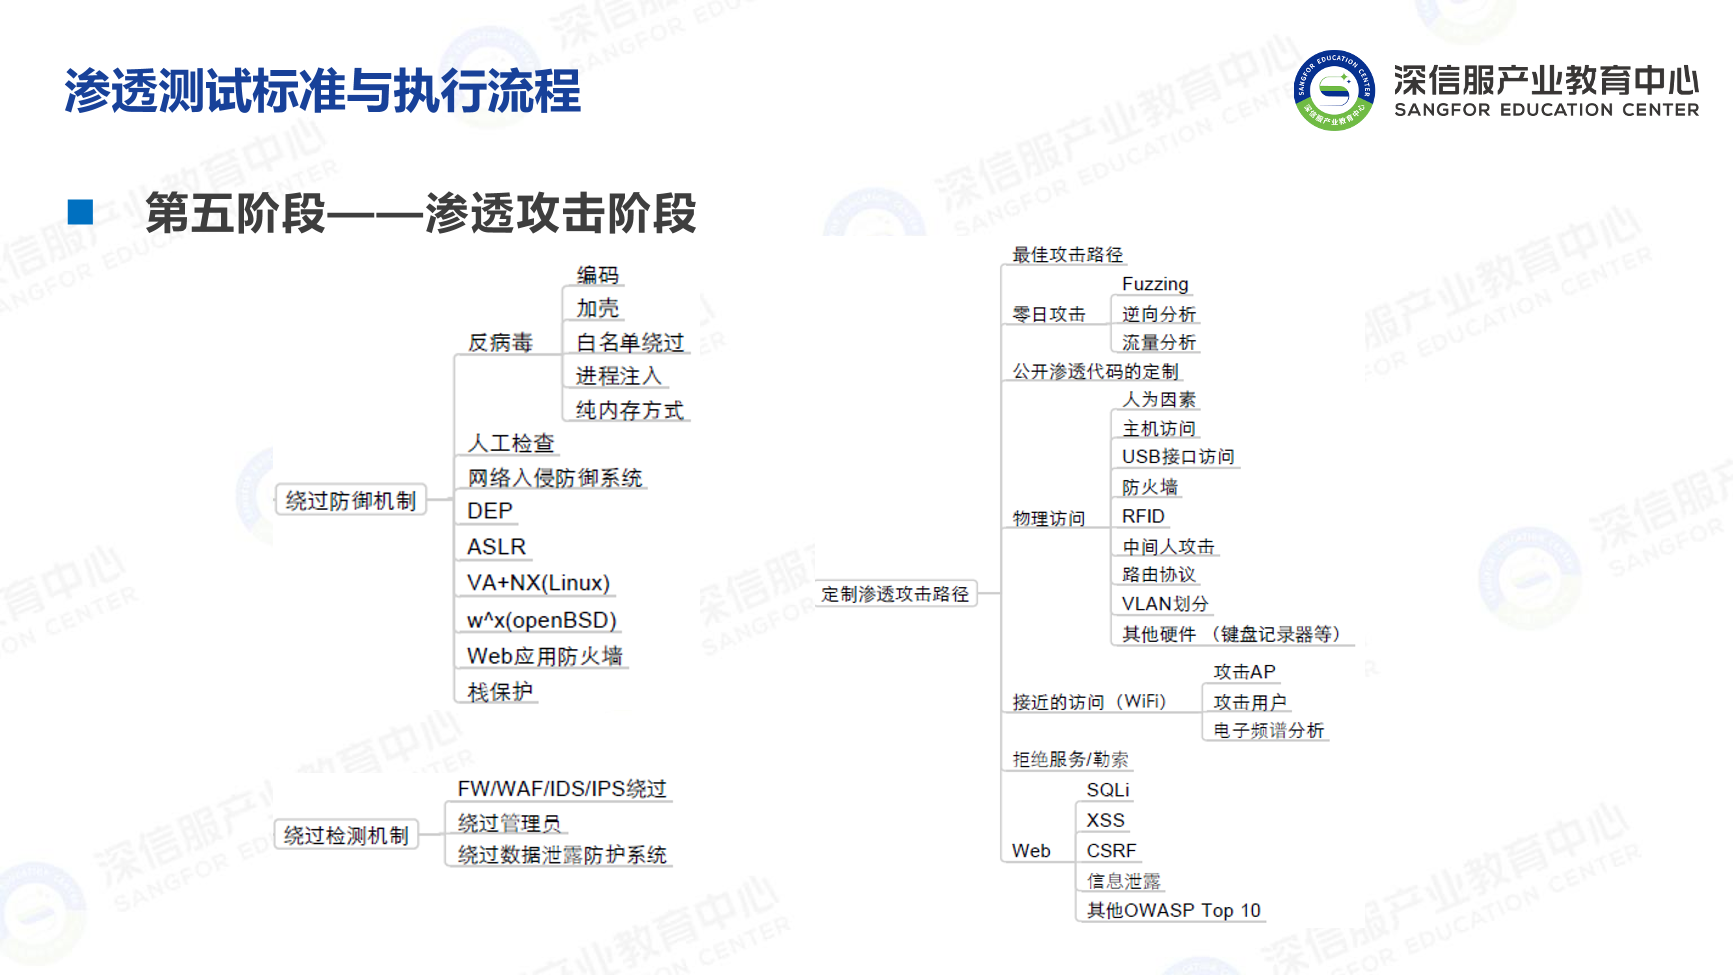 渗透测试标准与执行流程
深信服产业教育中心
SANGFOR EDUCATION CENTER
第五阶段——渗透攻击阶段
绕过防御机制
反病毒
编码
加壳
白名单绕过
进程注入
纯内存方式
人工检查
网络入侵防御系统
DEP
ASLR
VA+NX(Linux)
w^x(openBSD)
Web应用防火墙
栈保护
绕过检测机制
FW/WAF/IDS/IPS绕过
绕过管理员
绕过数据泄露防护系统
定制渗透攻击路径
最佳攻击路径
零日攻击
Fuzzing
逆向分析
流量分析
公开渗透代码的定制
物理访问
人为因素
主机访问
USB接口访问
防火墙
RFID
中间人攻击
路由协议
VLAN划分
其他硬件 （键盘记录器等）
接近的访问（WiFi）
攻击AP
攻击用户
电子频谱分析
拒绝服务/勒索
Web
SQLi
XSS
CSRF
信息泄露
其他OWASP Top 10